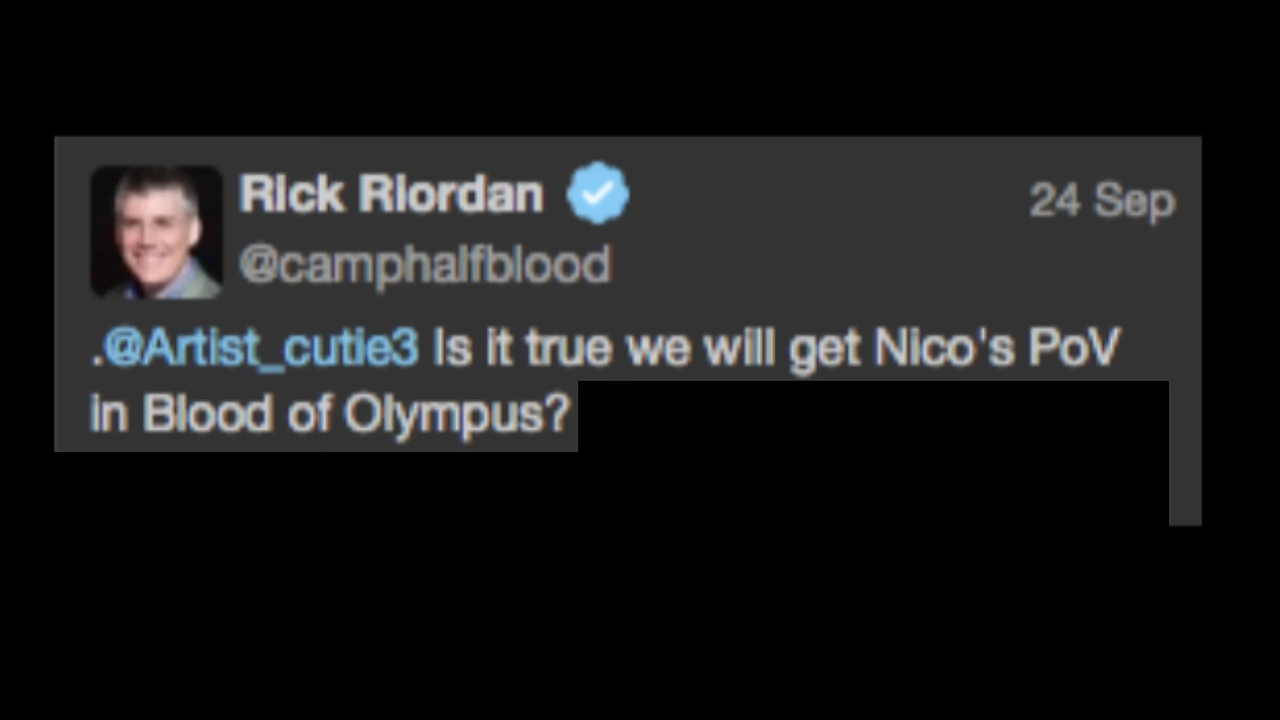 Rick Riordan
24 Sep
@camphalfblood
.@Artist_cutie3 Is it true we will get Nico's PoV
in Blood of Olympus?